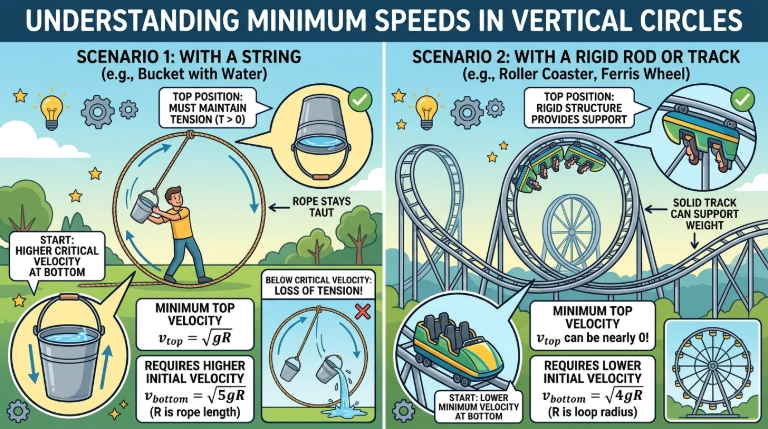 UNDERSTANDING MINIMUM SPEEDS IN VERTICAL CIRCLES
SCENARIO 1: WITH A STRING
(e.g., Bucket with Water)
TOP POSITION:
MUST MAINTAIN
TENSION (T > 0)
ROPE STAYS
TAUT
START:
HIGHER CRITICAL
VELOCITY
AT BOTTOM
BELOW CRITICAL VELOCITY:
LOSS OF TENSION!
MINIMUM TOP
VELOCITY
v_top = √gR
REQUIRES HIGHER
INITIAL VELOCITY
v_bottom = √5gR
(R is rope length)
SCENARIO 2: WITH A RIGID ROD OR TRACK
(e.g., Roller Coaster, Ferris Wheel)
TOP POSITION:
RIGID STRUCTURE
PROVIDES SUPPORT
SOLID TRACK
CAN SUPPORT
WEIGHT
MINIMUM TOP
VELOCITY
v_top can be nearly 0!
START: LOWER
MINIMUM VELOCITY
AT BOTTOM
REQUIRES LOWER
INITIAL VELOCITY
v_bottom = √4gR
(R is loop radius)